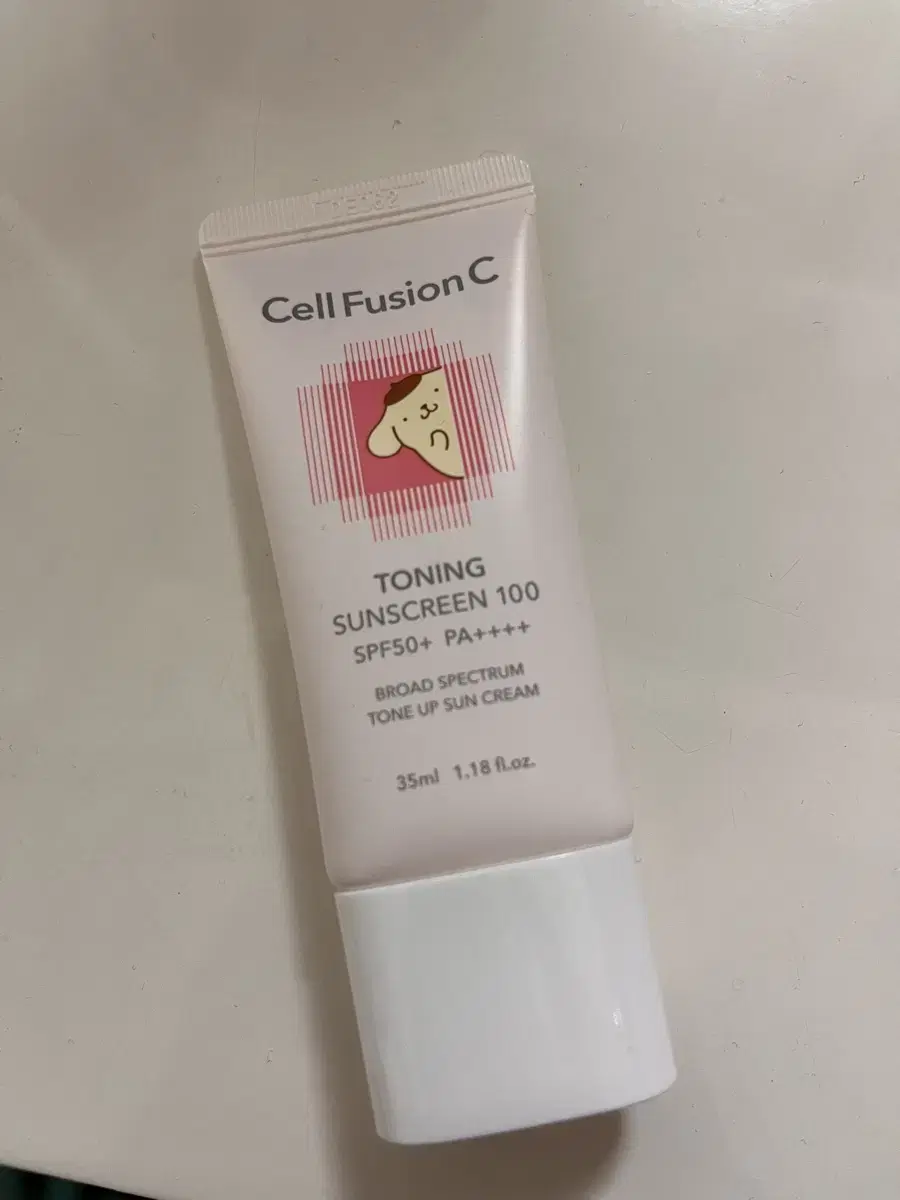 Cell Fusion C
TONING
SUNSCREEN 100
SPF50+ PA++++
BROAD SPECTRUM
TONE UP SUN CREAM
35ml 1.18 fl.oz.